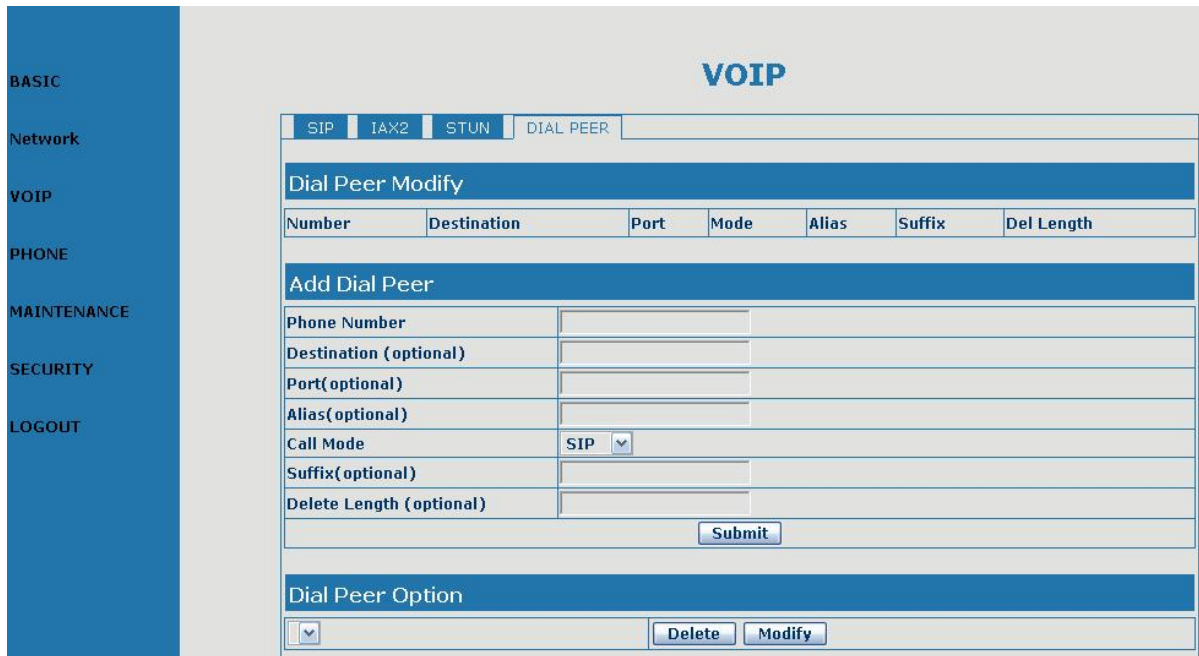 BASIC
Network
VOIP
PHONE
MAINTENANCE
SECURITY
LOGOUT
VOIP
SIP IAX2 STUN DIAL PEER
Dial Peer Modify
Number Destination Port Mode Alias Suffix Del Length
Add Dial Peer
Phone Number
Destination (optional)
Port(optional)
Alias(optional)
Call Mode SIP
Suffix(optional)
Delete Length (optional)
Submit
Dial Peer Option
Delete Modify